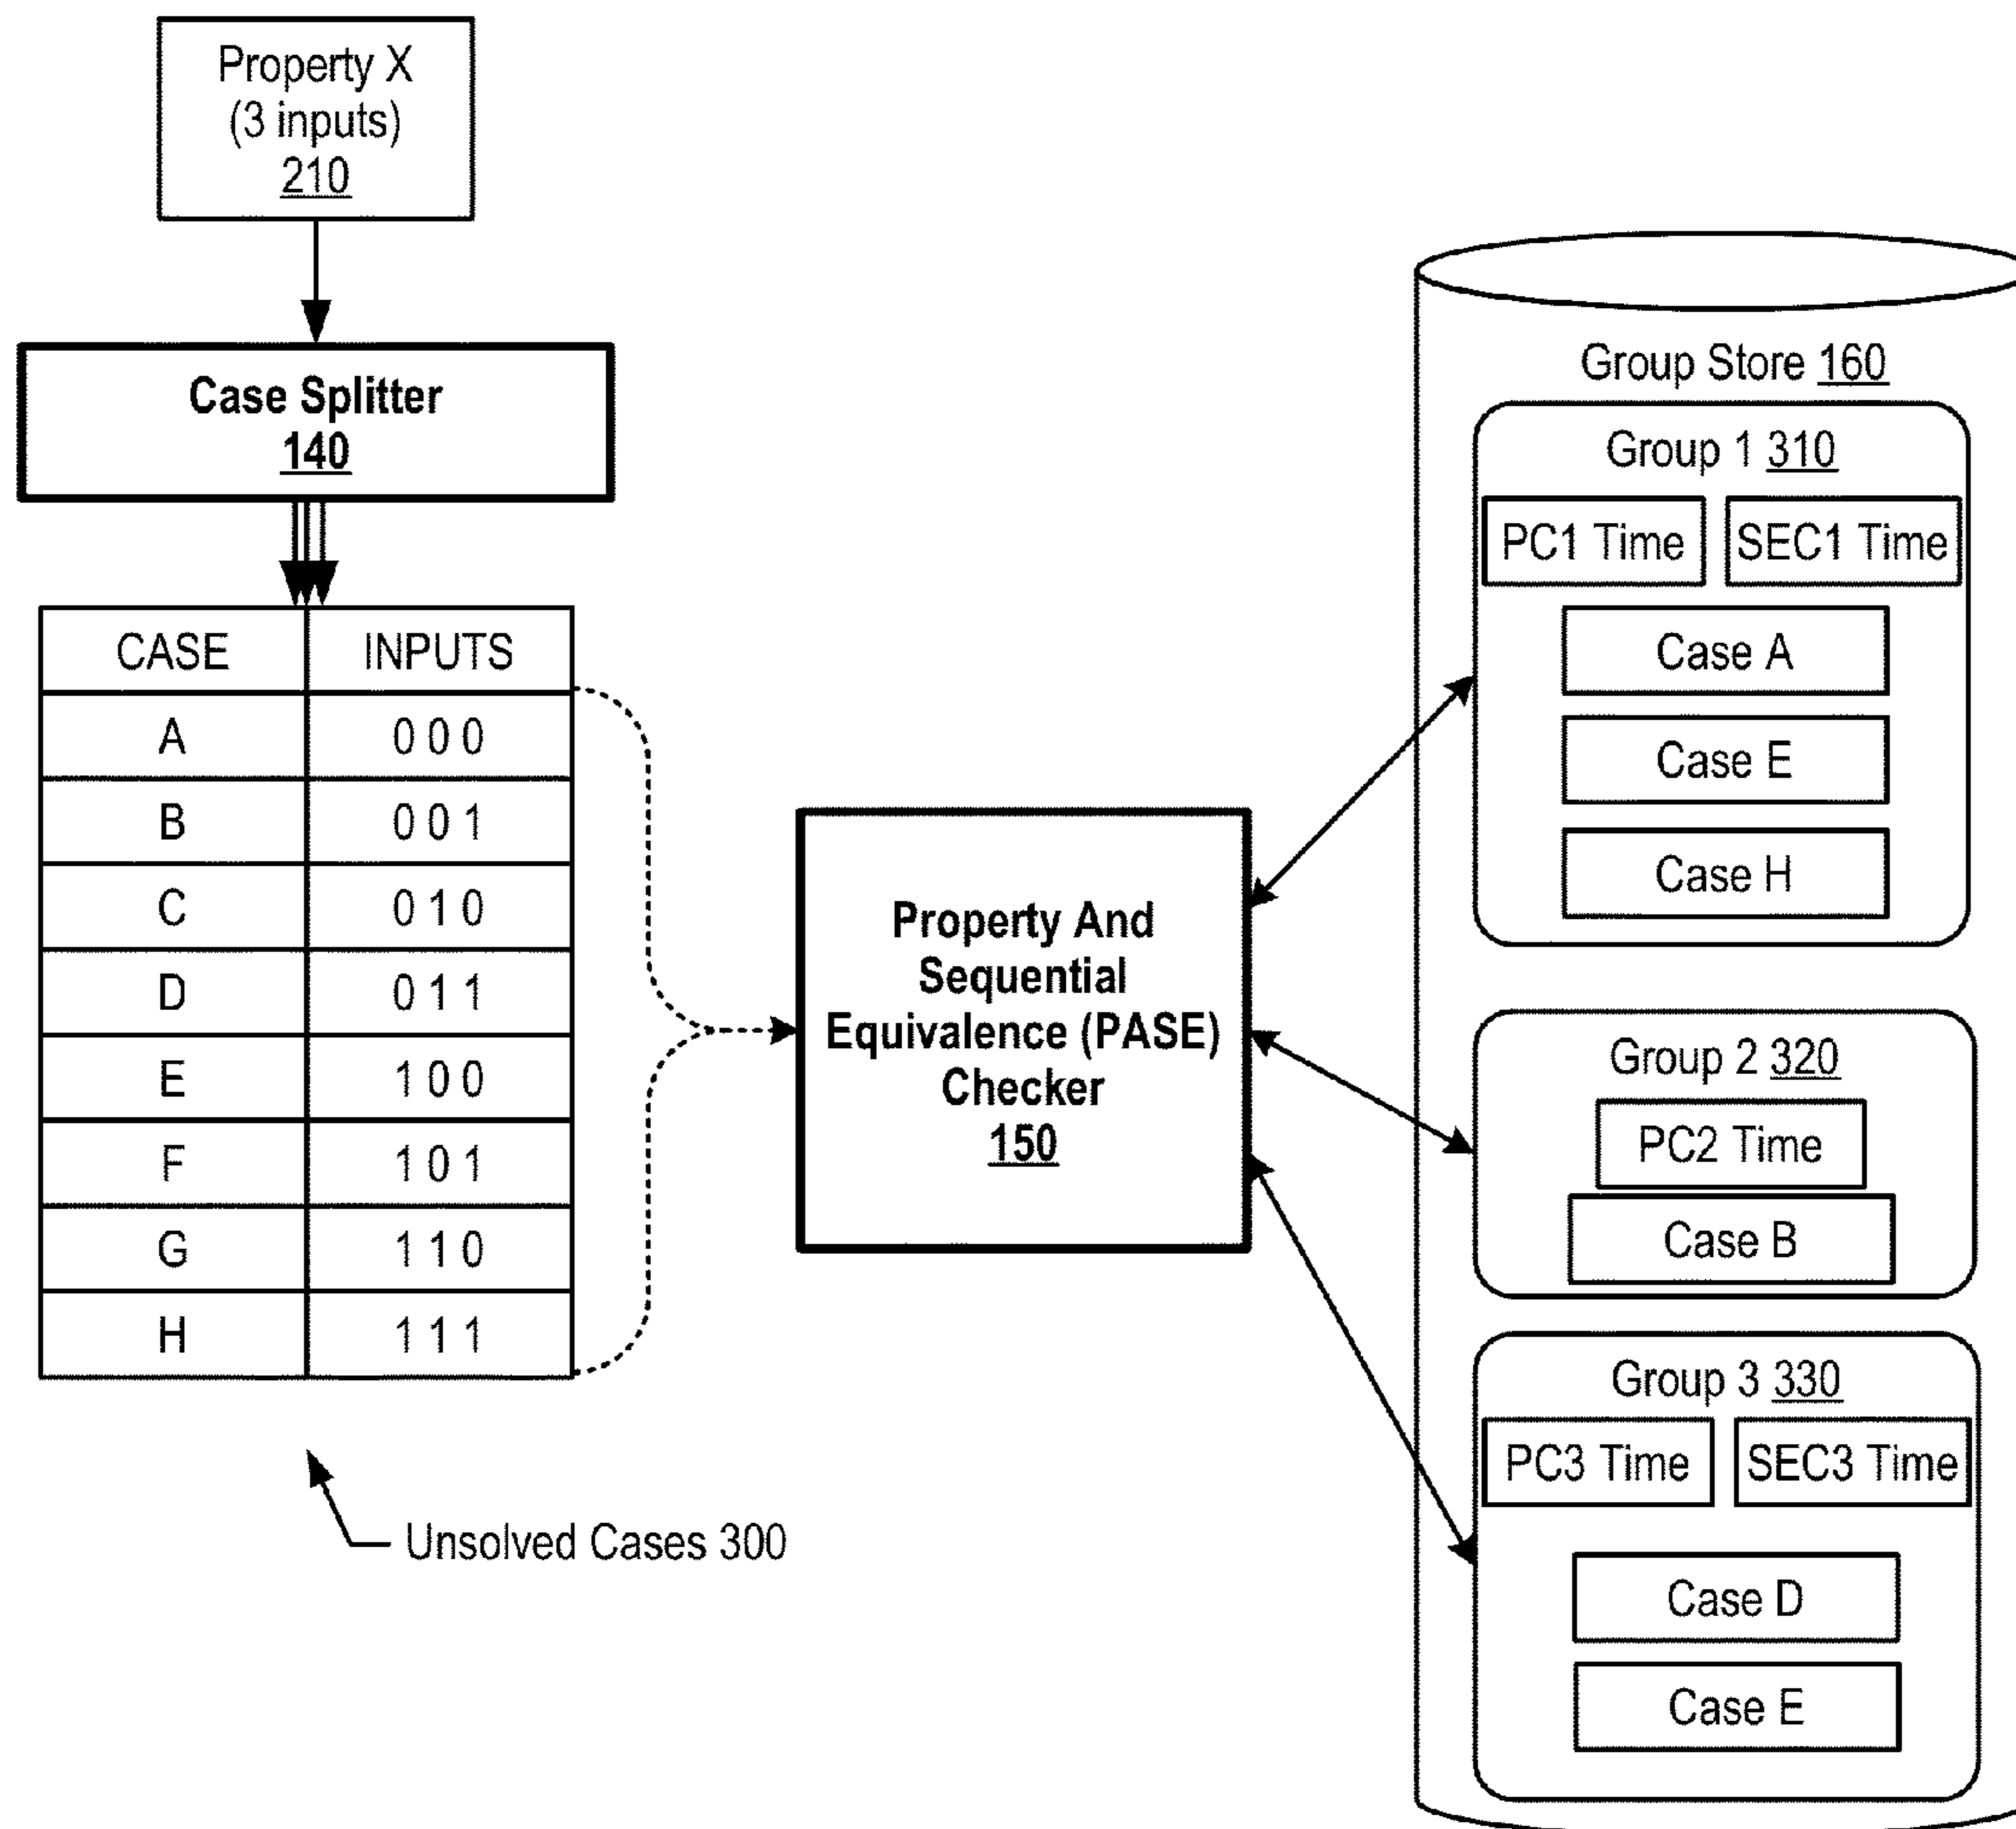 Property X
(3 inputs)
210
Case Splitter
140
CASE INPUTS
A 0 0 0
B 0 0 1
C 0 1 0
D 0 1 1
E 1 0 0
F 1 0 1
G 1 1 0
H 1 1 1
Unsolved Cases 300
Property And
Sequential
Equivalence (PASE)
Checker
150
Group Store 160
Group 1 310
PC1 Time SEC1 Time
Case A
Case E
Case H
Group 2 320
PC2 Time
Case B
Group 3 330
PC3 Time SEC3 Time
Case D
Case E